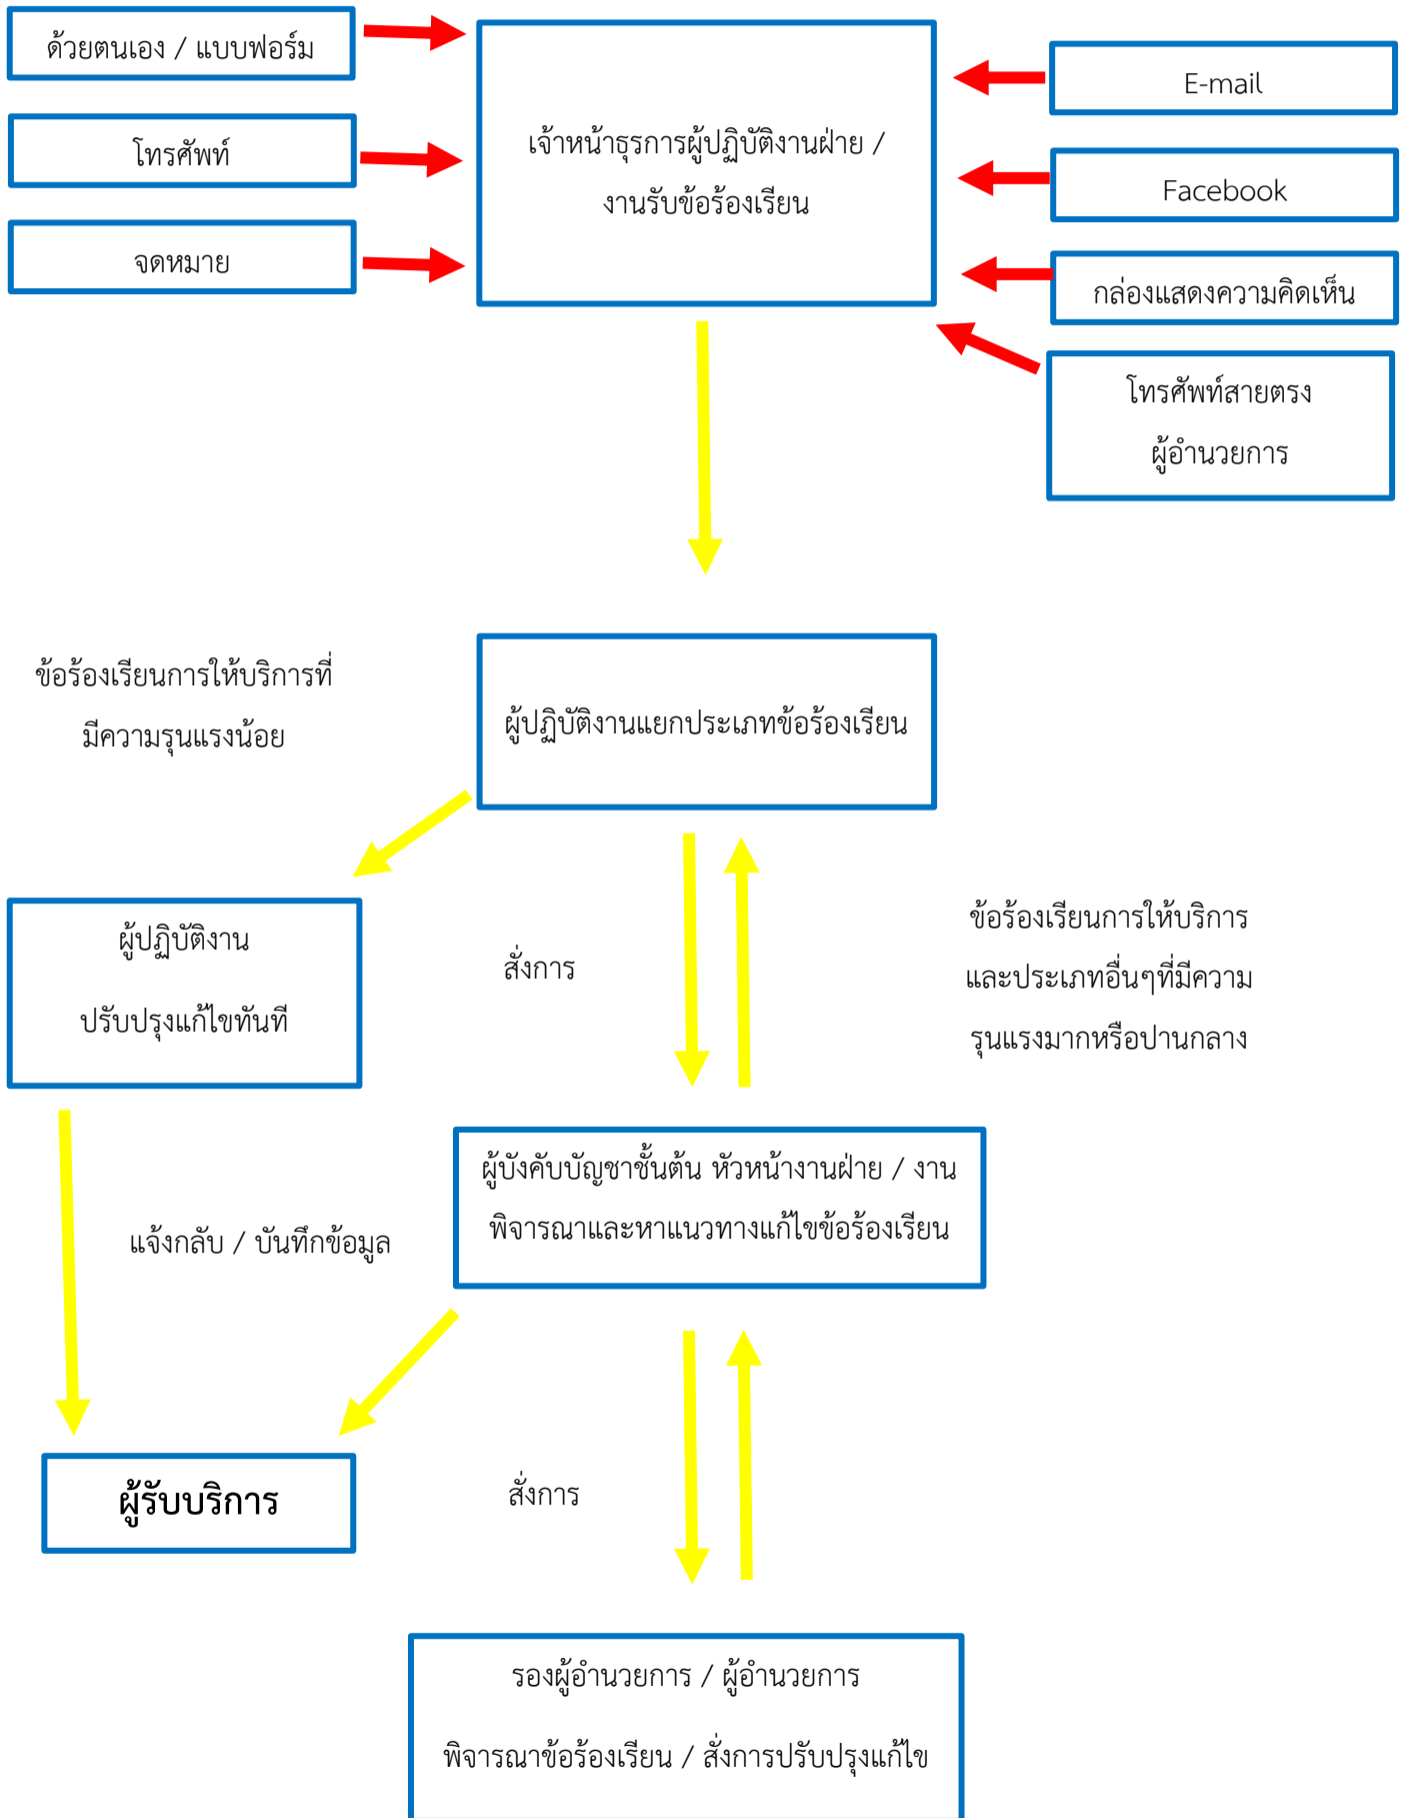 ด้วยตนเอง / แบบฟอร์ม
โทรศัพท์
จดหมาย
เจ้าหน้าธุรการผู้ปฏิบัติงานฝ่าย /
งานรับข้อร้องเรียน
E-mail
Facebook
กล่องแสดงความคิดเห็น
โทรศัพท์สายตรง
ผู้อำนวยการ
ข้อร้องเรียนการให้บริการที่
มีความรุนแรงน้อย
ผู้ปฏิบัติงานแยกประเภทข้อร้องเรียน
ผู้ปฏิบัติงาน
ปรับปรุงแก้ไขทันที
สั่งการ
ข้อร้องเรียนการให้บริการ
และประเภทอื่นๆที่มีความ
รุนแรงมากหรือปานกลาง
ผู้บังคับบัญชาชั้นต้น หัวหน้างานฝ่าย / งาน
พิจารณาและหาแนวทางแก้ไขข้อร้องเรียน
แจ้งกลับ / บันทึกข้อมูล
ผู้รับบริการ
สั่งการ
รองผู้อำนวยการ / ผู้อำนวยการ
พิจารณาข้อร้องเรียน / สั่งการปรับปรุงแก้ไข